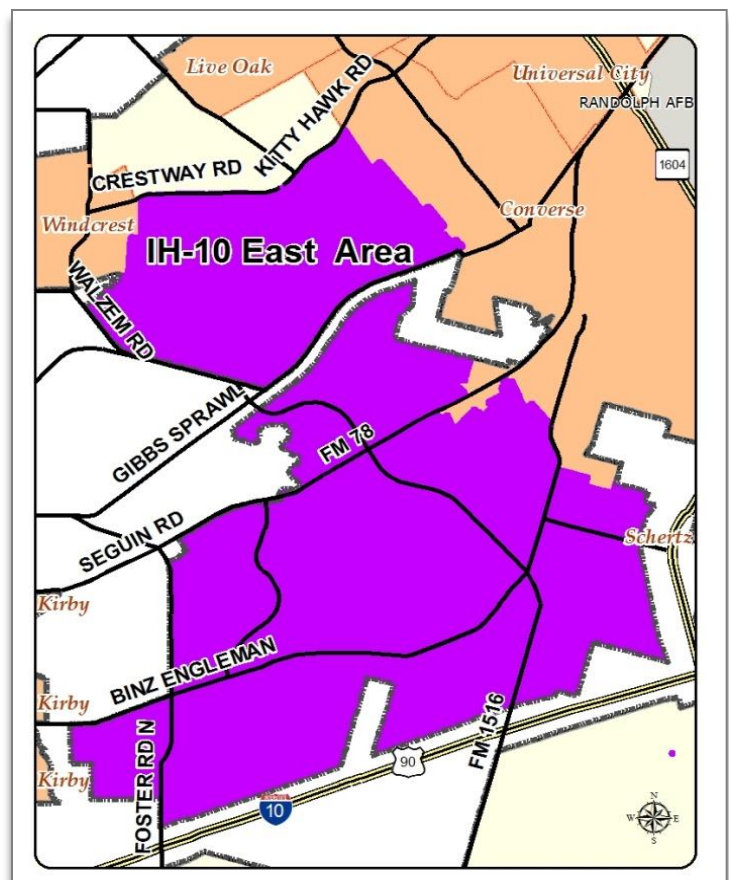 Live Oak
Universal City
RANDOLPH AFB
KITTY HAWK RD
1604
CRESTWAY RD
Converse
Windcrest
IH-10 East Area
WALZEM RD
GIBBS SPRAWL
FM 78
SEGUIN RD
Schertz
Kirby
BINZ ENGLEMAN
Kirby
FM 1516
FOSTER RD N
90
Kirby
10
N
W E
S